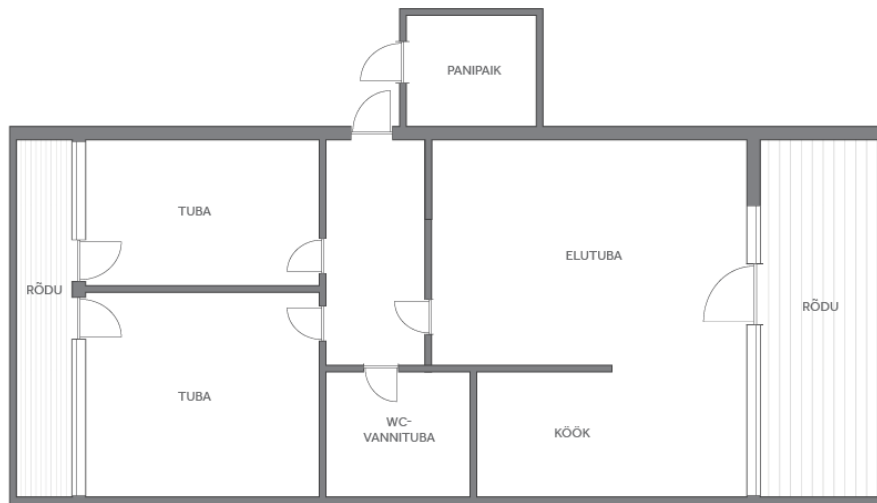 PANIPAIK
TUBA
ELUTUBA
RÕDU
RÕDU
TUBA
WC-
VANNITUBA
KÖÖK